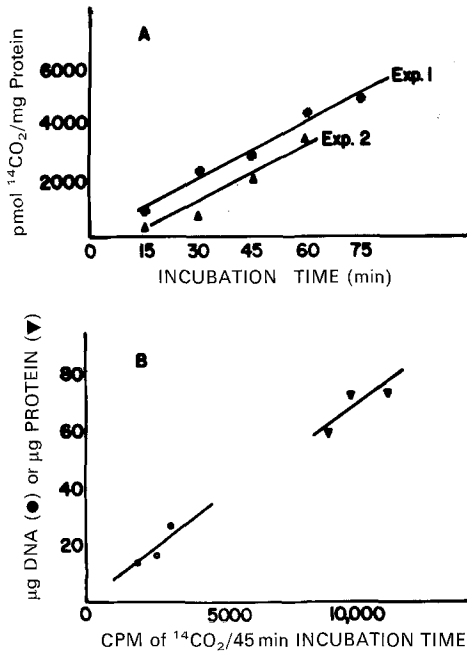 A
pmol ¹⁴CO₂/mg Protein
6000
4000
2000
0
Exp. 1
Exp. 2
15 30 45 60 75
INCUBATION TIME (min)
B
µg DNA (●) or µg PROTEIN (▼)
80
60
40
20
0 5000 10,000
CPM of ¹⁴CO₂/45 min INCUBATION TIME